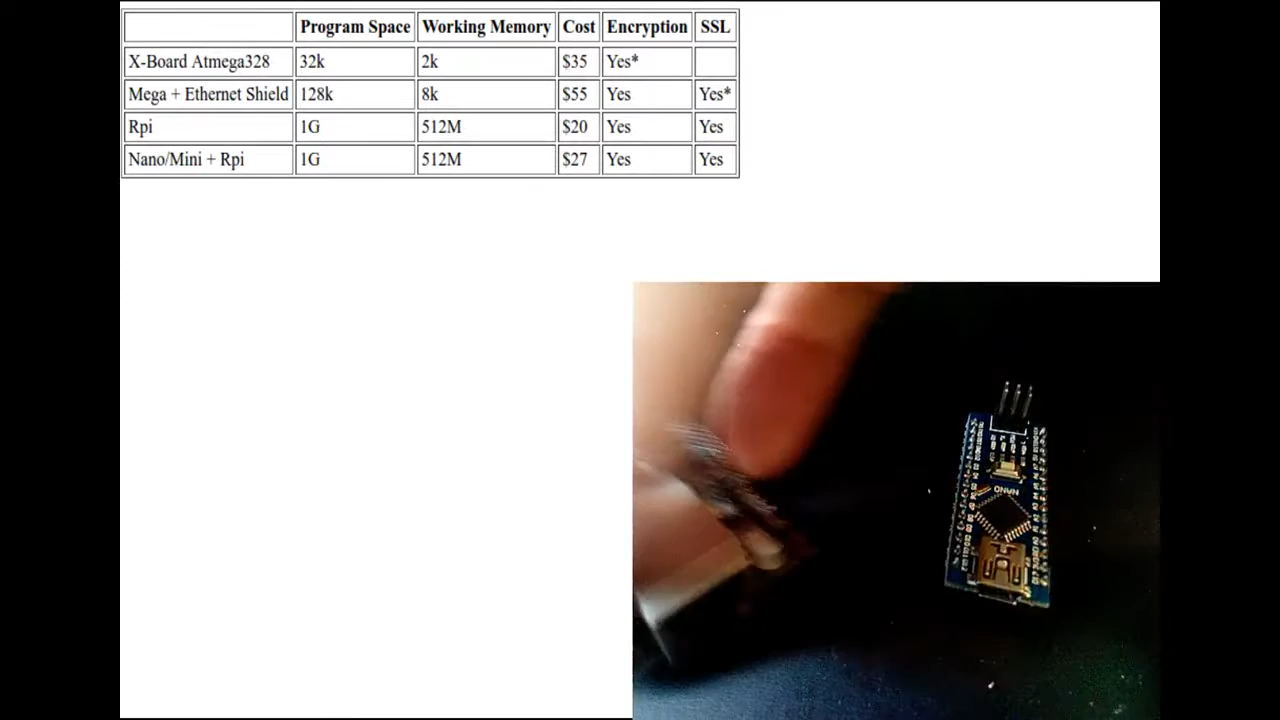 Program Space Working Memory Cost Encryption SSL
X-Board Atmega328 32k 2k $35 Yes*
Mega + Ethernet Shield 128k 8k $55 Yes Yes*
Rpi 1G 512M $20 Yes Yes
Nano/Mini + Rpi 1G 512M $27 Yes Yes
NANO